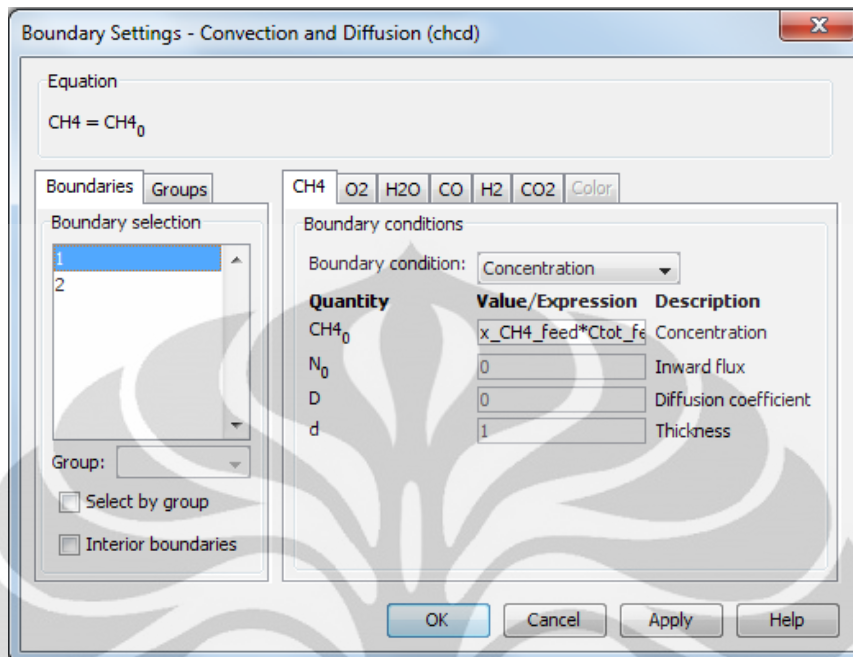 Boundary Settings - Convection and Diffusion (chcd)
Equation
CH4 = CH4₀
Boundaries Groups
Boundary selection
1
2
Group:
Select by group
Interior boundaries
CH4 O2 H2O CO H2 CO2 Color
Boundary conditions
Boundary condition: Concentration
Quantity Value/Expression Description
CH4₀ x_CH4_feed*Ctot_fe Concentration
N₀ 0 Inward flux
D 0 Diffusion coefficient
d 1 Thickness
OK Cancel Apply Help